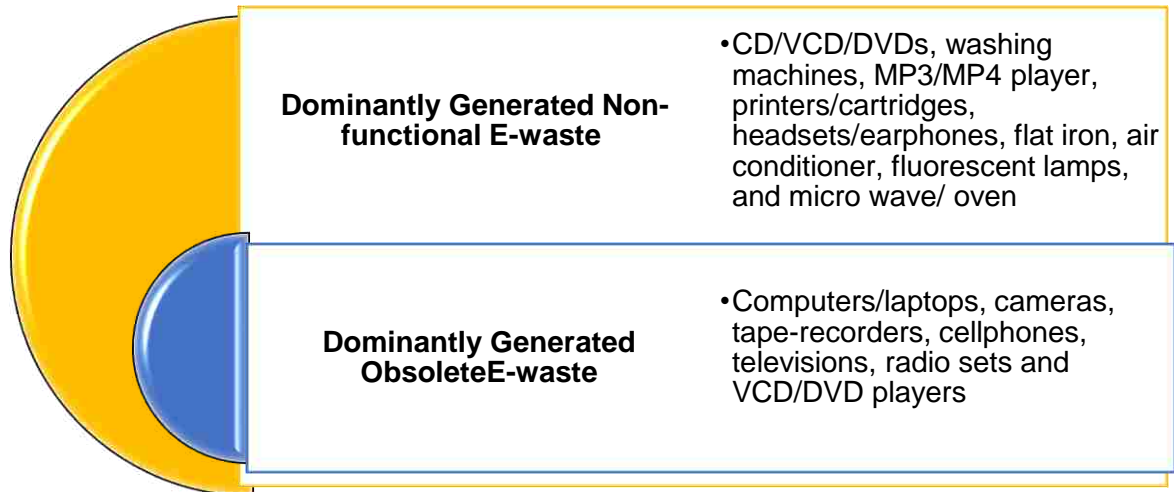 Dominantly Generated Non-
functional E-waste
•CD/VCD/DVDs, washing
machines, MP3/MP4 player,
printers/cartridges,
headsets/earphones, flat iron, air
conditioner, fluorescent lamps,
and micro wave/ oven
Dominantly Generated
ObsoleteE-waste
•Computers/laptops, cameras,
tape-recorders, cellphones,
televisions, radio sets and
VCD/DVD players